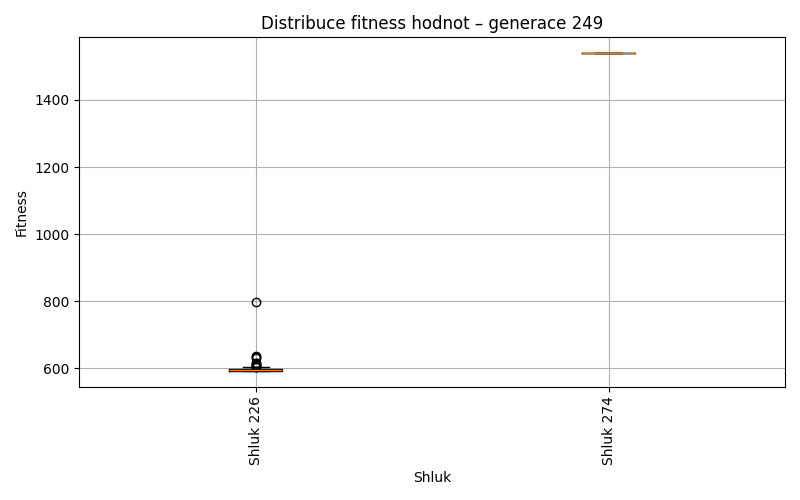 Distribuce fitness hodnot – generace 249
Fitness
1400
1200
1000
800
600
Shluk 226
Shluk 274
Shluk